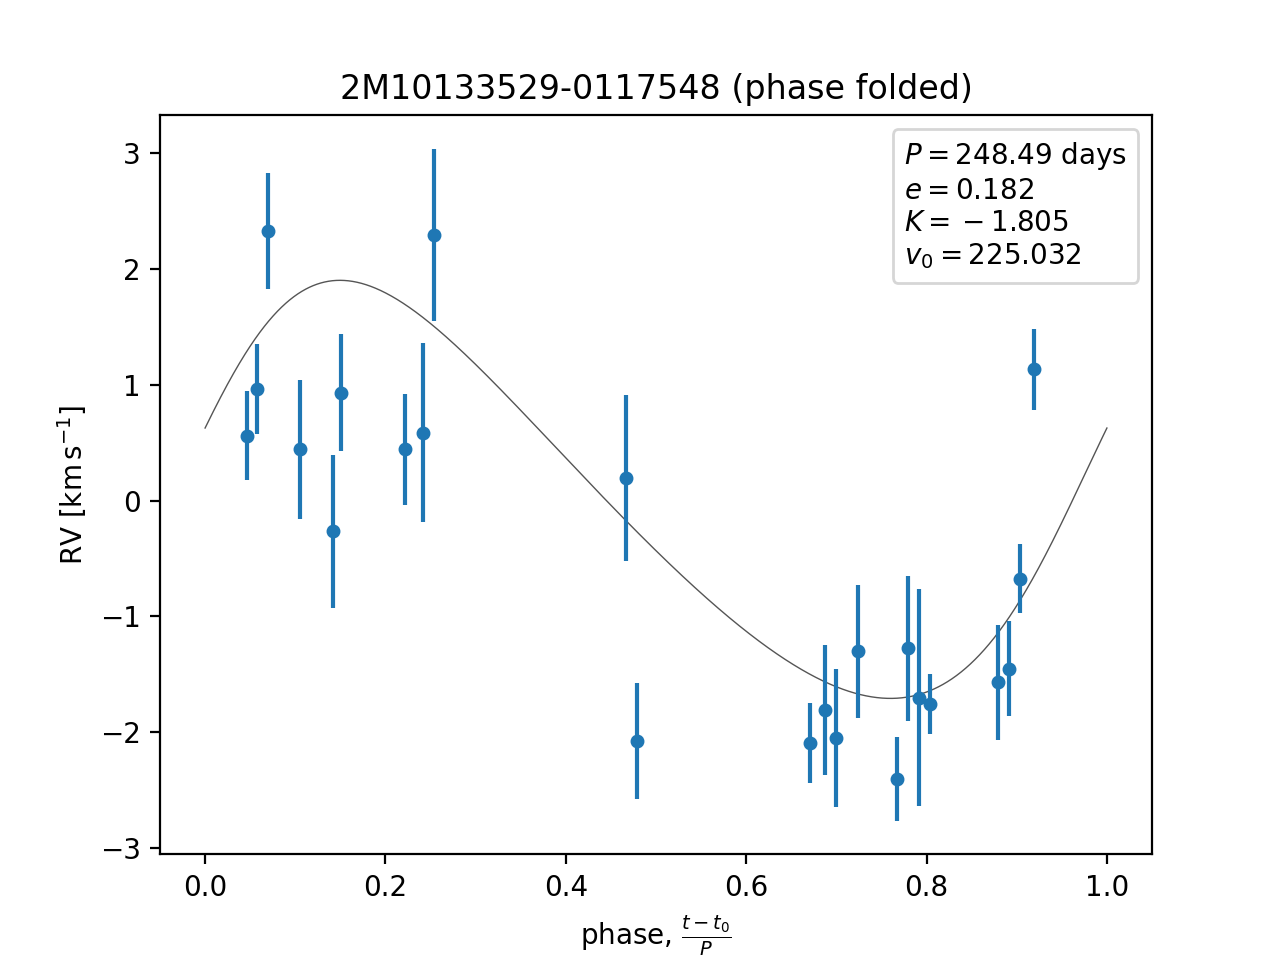 2M10133529-0117548 (phase folded)
P = 248.49 days
e = 0.182
K = −1.805
v₀ = 225.032
3
2
1
0
−1
−2
−3
RV [km s⁻¹]
0.0 0.2 0.4 0.6 0.8 1.0
phase, (t − t₀)/P